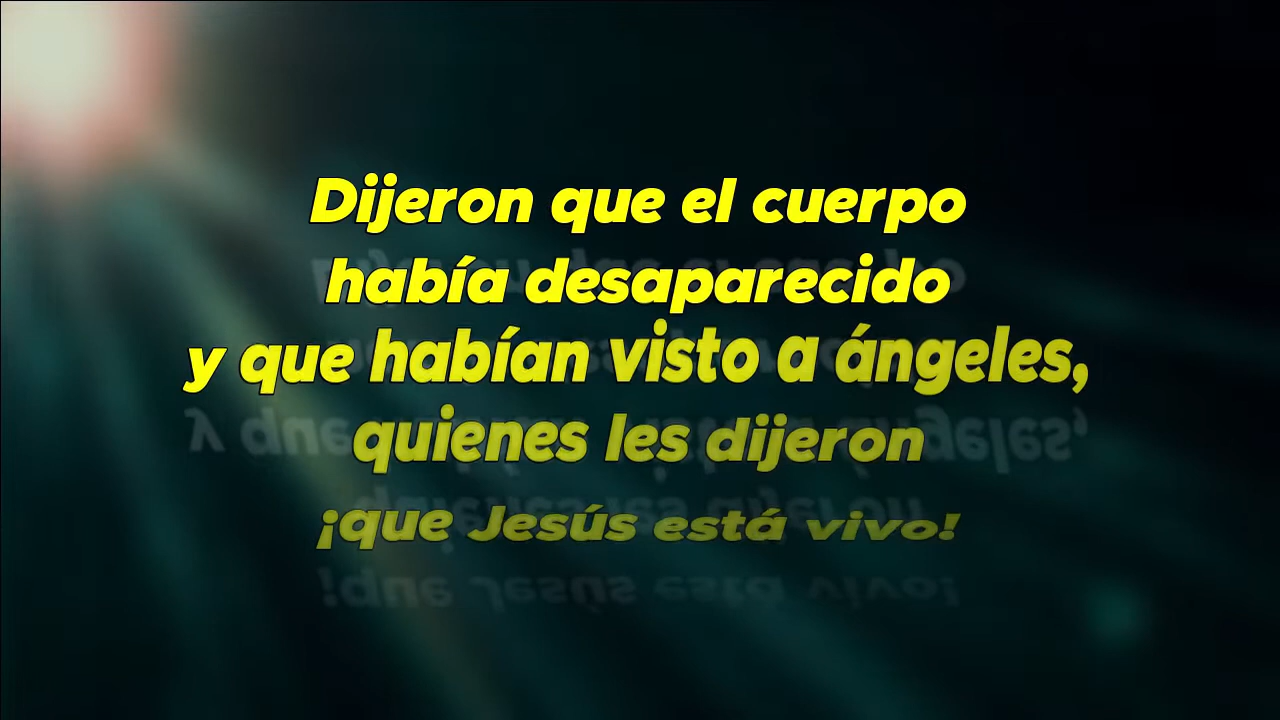 Dijeron que el cuerpo
había desaparecido
y que habían visto a ángeles,
quienes les dijeron
¡que Jesús está vivo!